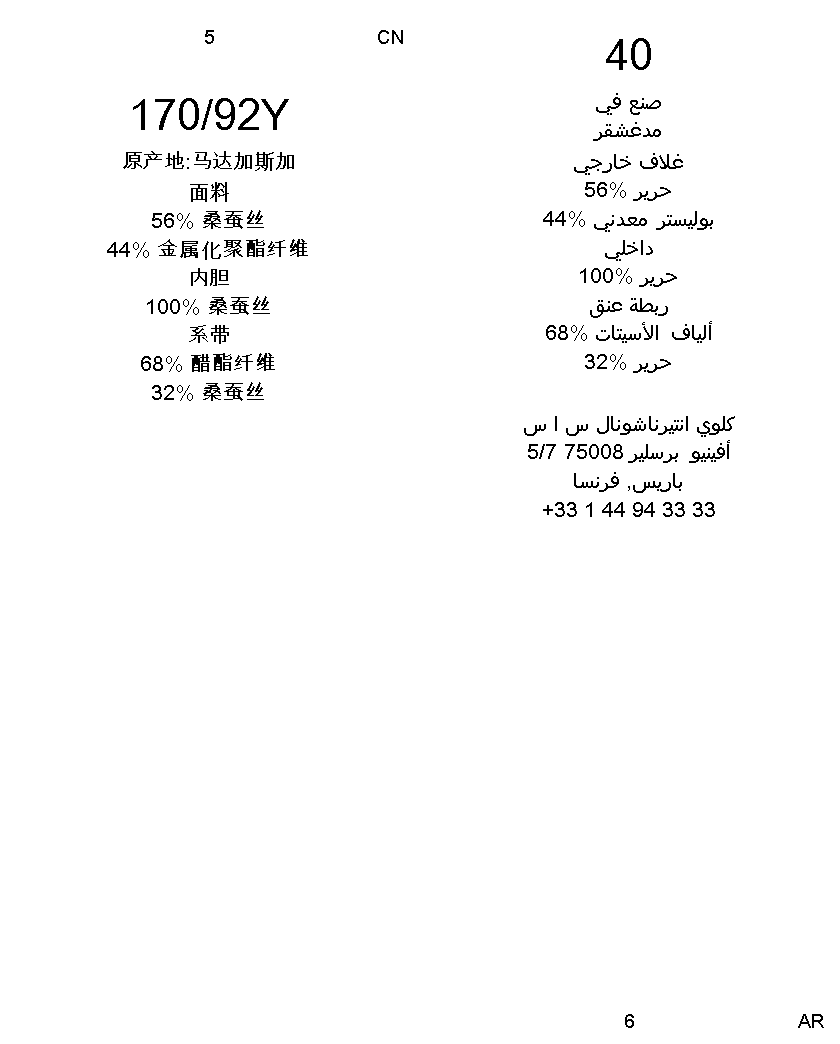 5
CN
170/92Y
原产地:马达加斯加
面料
56% 桑蚕丝
44% 金属化聚酯纤维
内胆
100% 桑蚕丝
系带
68% 醋酯纤维
32% 桑蚕丝
40
صنع في
مدغشقر
غلاف خارجي
حرير %56
بوليستر معدني %44
داخلي
حرير %100
ربطة عنق
ألياف الأسيتات %68
حرير %32
كلوي انتيرناشونال س ا س
أفينيو برسلير 75008 5/7
باريس, فرنسا
+33 1 44 94 33 33
6
AR